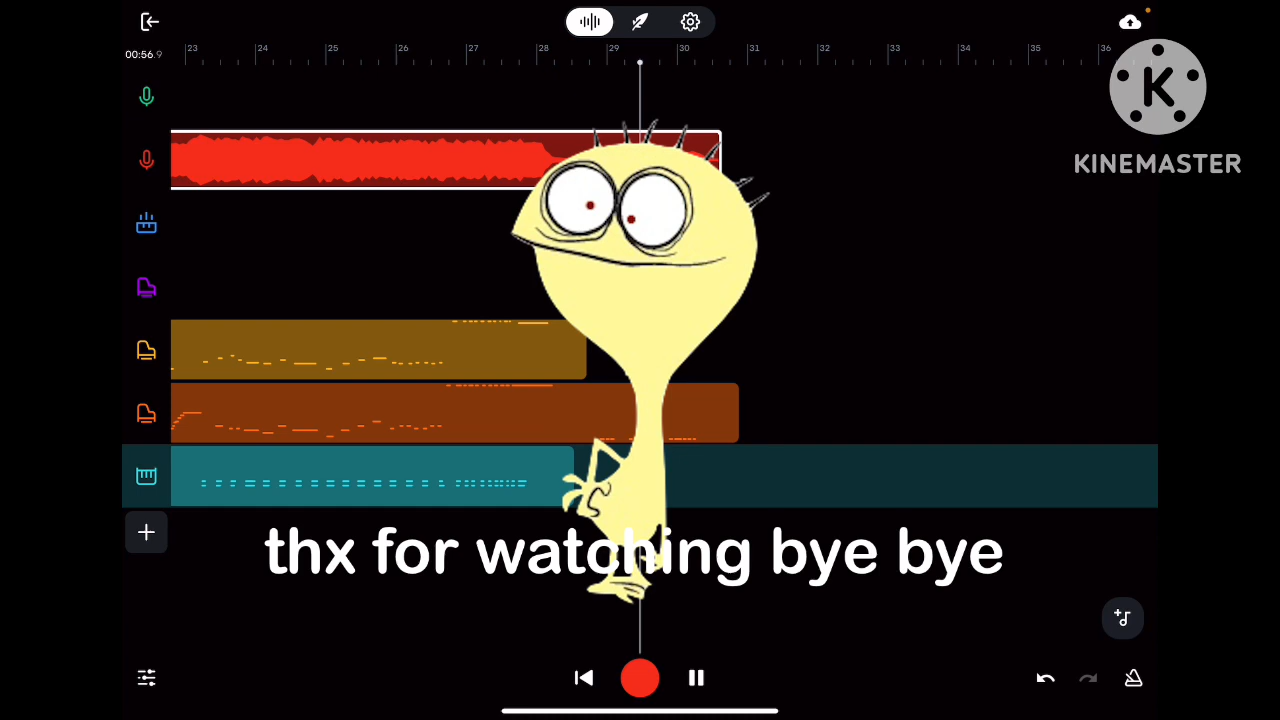 23 24 25 26 27 28 29 30 31 32 33 34 35 36
00:56.9
K
KINEMASTER
thx for watching bye bye